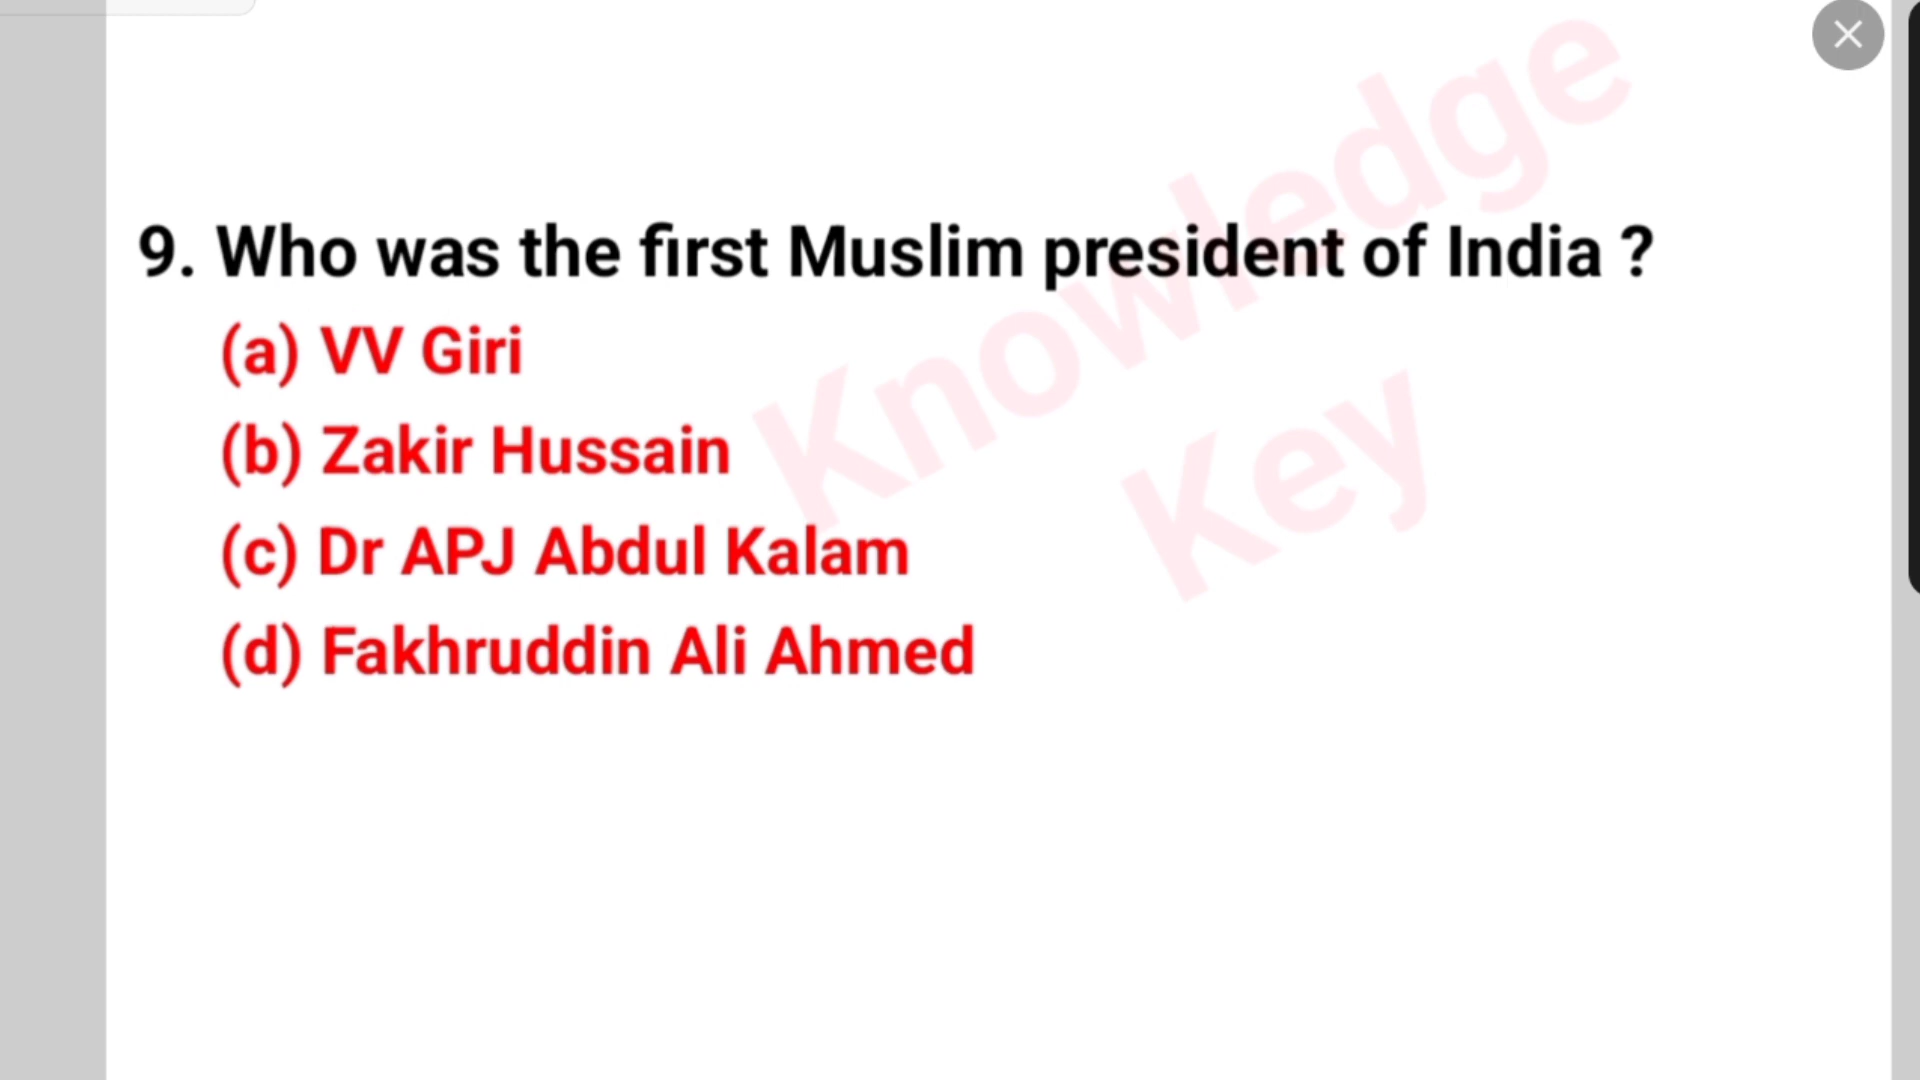 9. Who was the first Muslim president of India ?
(a) VV Giri
(b) Zakir Hussain
(c) Dr APJ Abdul Kalam
(d) Fakhruddin Ali Ahmed
Knowledge
Key